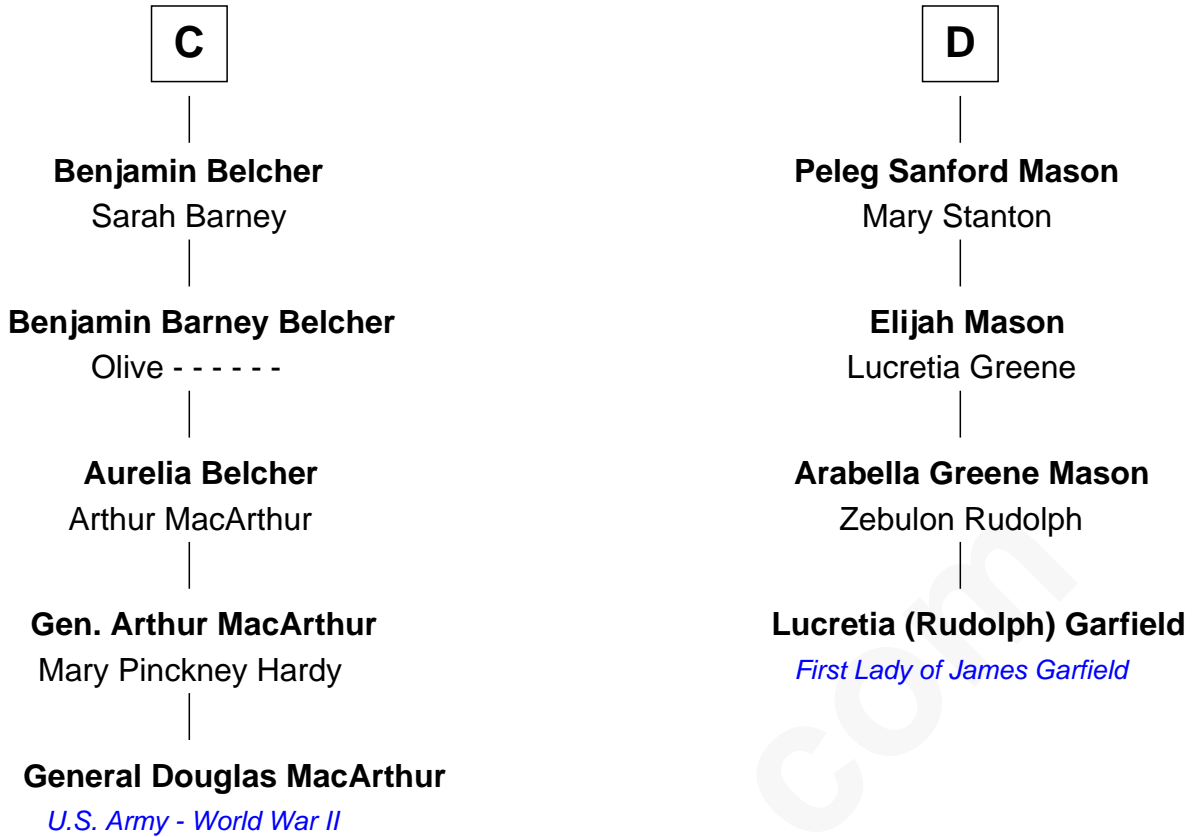 C
Benjamin Belcher
Sarah Barney
Benjamin Barney Belcher
Olive - - - - - -
Aurelia Belcher
Arthur MacArthur
Gen. Arthur MacArthur
Mary Pinckney Hardy
General Douglas MacArthur
U.S. Army - World War II
D
Peleg Sanford Mason
Mary Stanton
Elijah Mason
Lucretia Greene
Arabella Greene Mason
Zebulon Rudolph
Lucretia (Rudolph) Garfield
First Lady of James Garfield
com